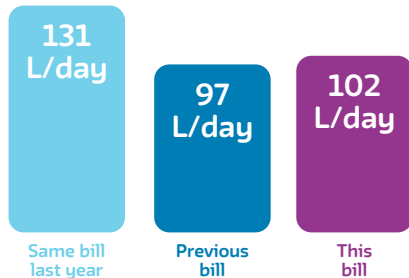 131
L/day
97
L/day
102
L/day
Same bill
last year
Previous
bill
This
bill